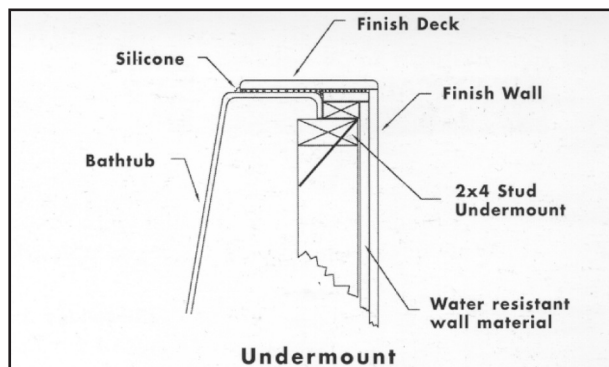 Finish Deck
Silicone
Finish Wall
Bathtub
2x4 Stud
Undermount
Water resistant
wall material
Undermount